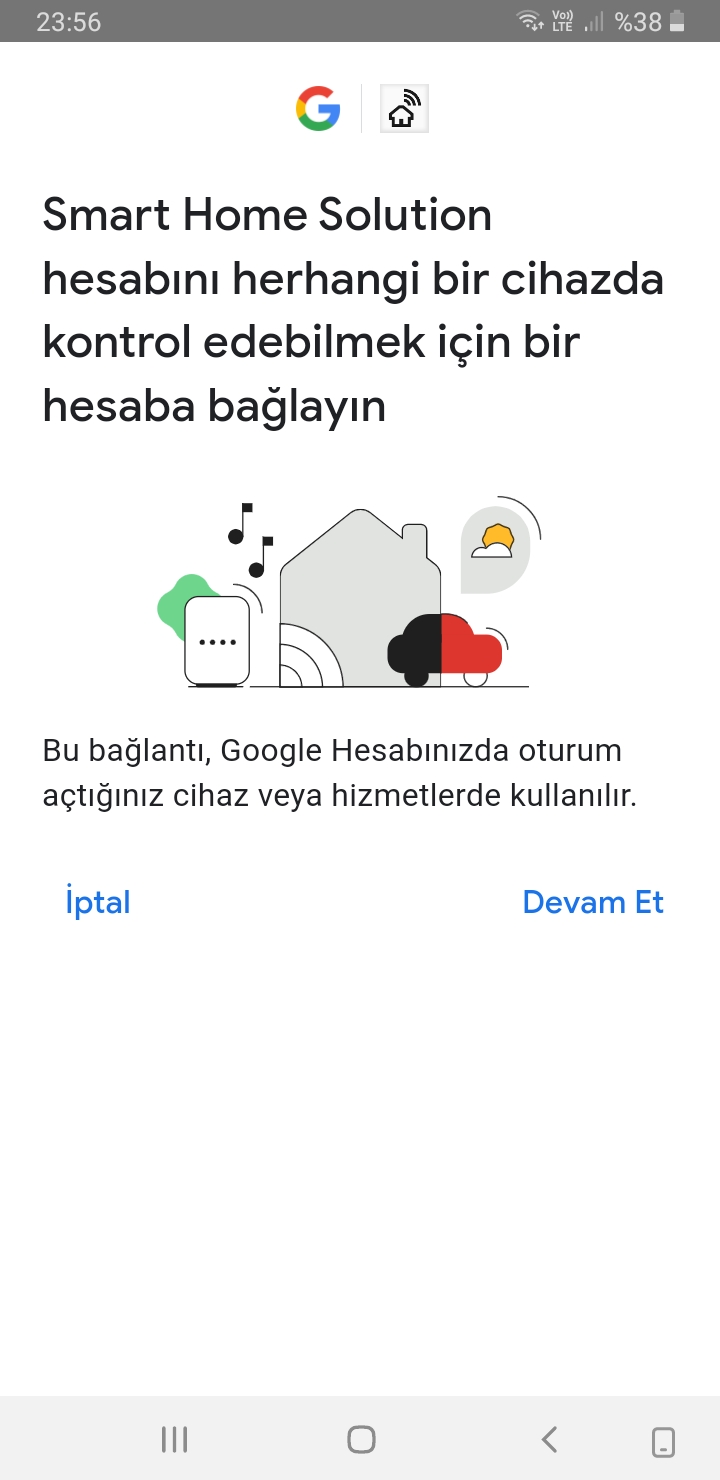 23:56
Vo))
LTE
%38
Smart Home Solution
hesabını herhangi bir cihazda
kontrol edebilmek için bir
hesaba bağlayın
Bu bağlantı, Google Hesabınızda oturum
açtığınız cihaz veya hizmetlerde kullanılır.
İptal
Devam Et